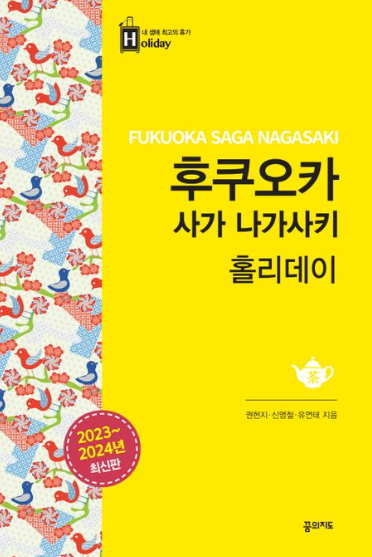 내 생애 최고의 휴가
Holiday
FUKUOKA SAGA NAGASAKI
후쿠오카
사가 나가사키
홀리데이
茶
권현지·신영철·유연태 지음
2023~
2024년
최신판
꿈의지도